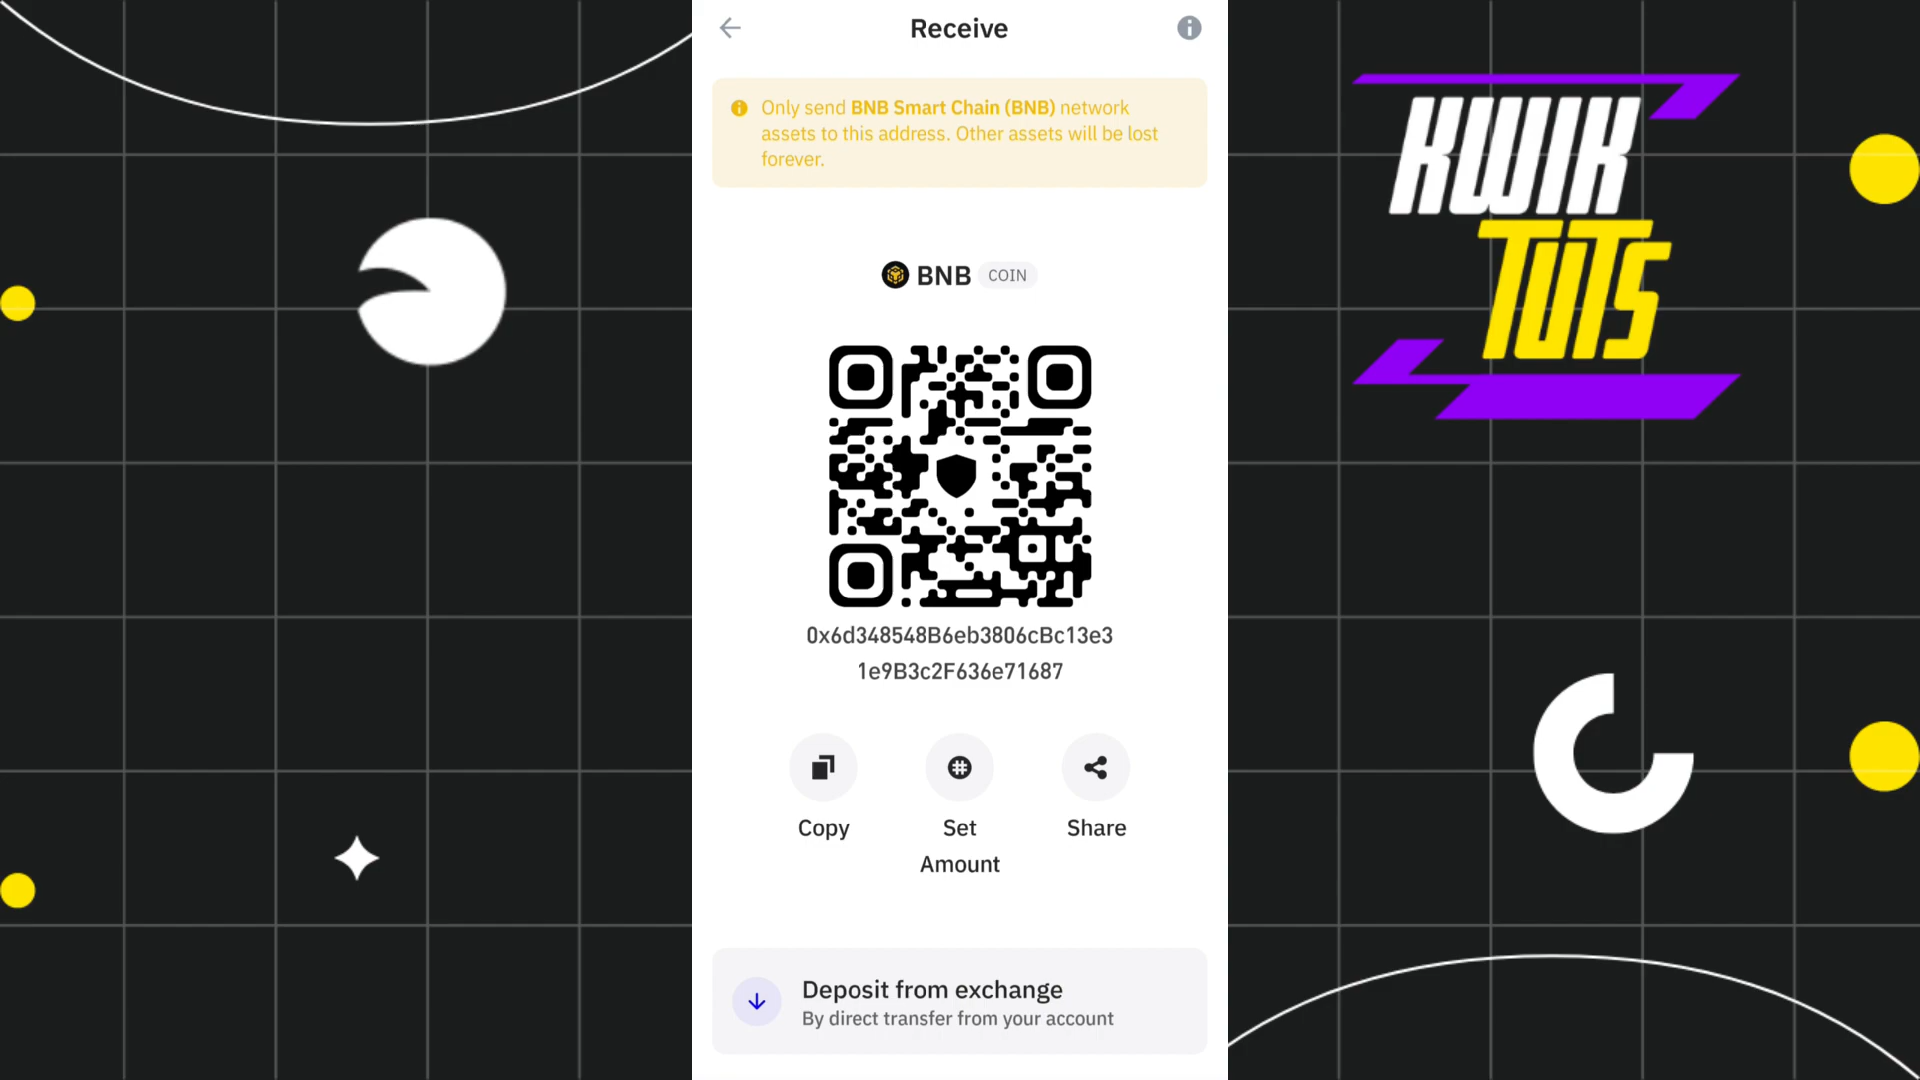 Receive
Only send BNB Smart Chain (BNB) network
assets to this address. Other assets will be lost
forever.
BNB COIN
0x6d348548B6eb3806cBc13e3
1e9B3c2F636e71687
Copy
Set
Amount
Share
Deposit from exchange
By direct transfer from your account
KWIK
TUTS